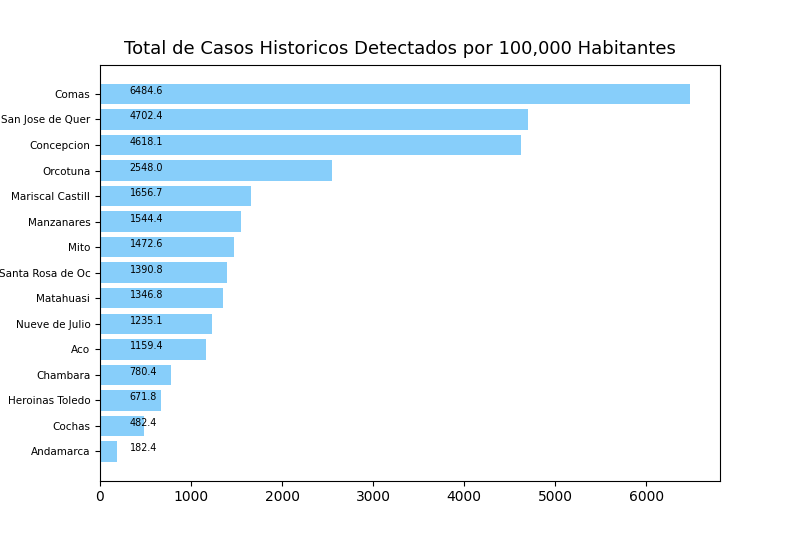 Total de Casos Historicos Detectados por 100,000 Habitantes
Comas 6484.6
San Jose de Quer 4702.4
Concepcion 4618.1
Orcotuna 2548.0
Mariscal Castill 1656.7
Manzanares 1544.4
Mito 1472.6
Santa Rosa de Oc 1390.8
Matahuasi 1346.8
Nueve de Julio 1235.1
Aco 1159.4
Chambara 780.4
Heroinas Toledo 671.8
Cochas 482.4
Andamarca 182.4
0 1000 2000 3000 4000 5000 6000